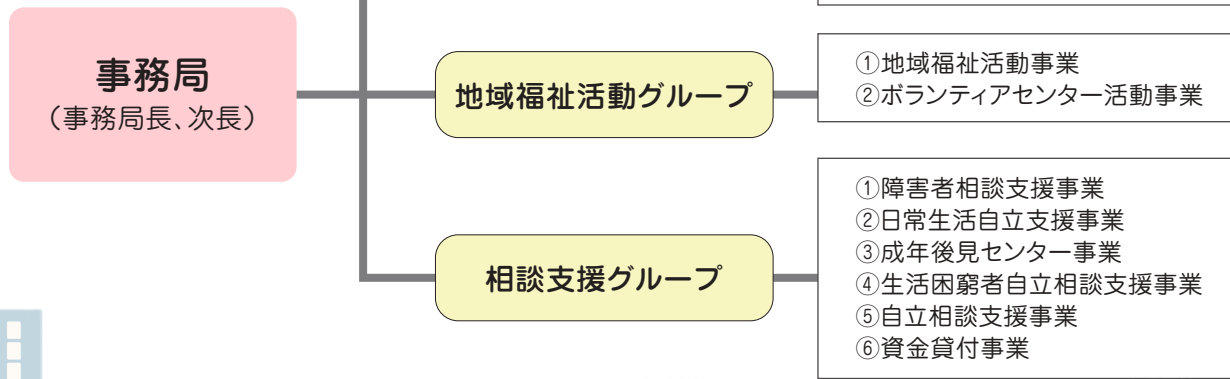 事務局
（事務局長、次長）
地域福祉活動グループ
①地域福祉活動事業
②ボランティアセンター活動事業
相談支援グループ
①障害者相談支援事業
②日常生活自立支援事業
③成年後見センター事業
④生活困窮者自立相談支援事業
⑤自立相談支援事業
⑥資金貸付事業